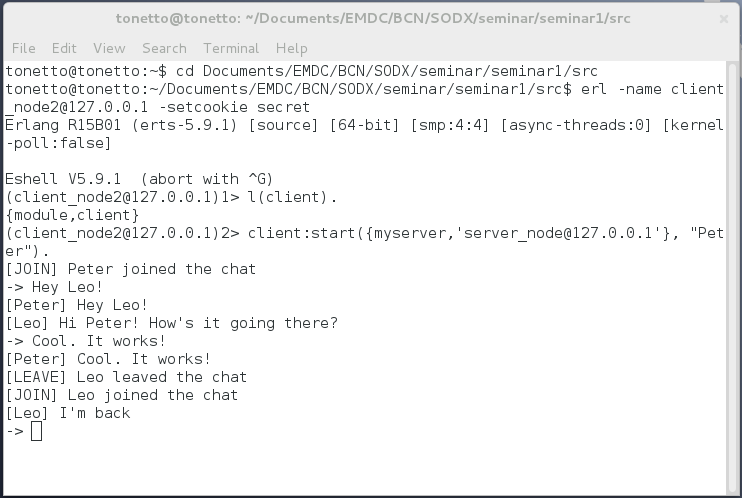 tonetto@tonetto: ~/Documents/EMDC/BCN/SODX/seminar/seminar1/src
File Edit View Search Terminal Help
tonetto@tonetto:~$ cd Documents/EMDC/BCN/SODX/seminar/seminar1/src
tonetto@tonetto:~/Documents/EMDC/BCN/SODX/seminar/seminar1/src$ erl -name client
_node2@127.0.0.1 -setcookie secret
Erlang R15B01 (erts-5.9.1) [source] [64-bit] [smp:4:4] [async-threads:0] [kernel
-poll:false]
Eshell V5.9.1  (abort with ^G)
(client_node2@127.0.0.1)1> l(client).
{module,client}
(client_node2@127.0.0.1)2> client:start({myserver,'server_node@127.0.0.1'}, "Pet
er").
[JOIN] Peter joined the chat
-> Hey Leo!
[Peter] Hey Leo!
[Leo] Hi Peter! How's it going there?
-> Cool. It works!
[Peter] Cool. It works!
[LEAVE] Leo leaved the chat
[JOIN] Leo joined the chat
[Leo] I'm back
->